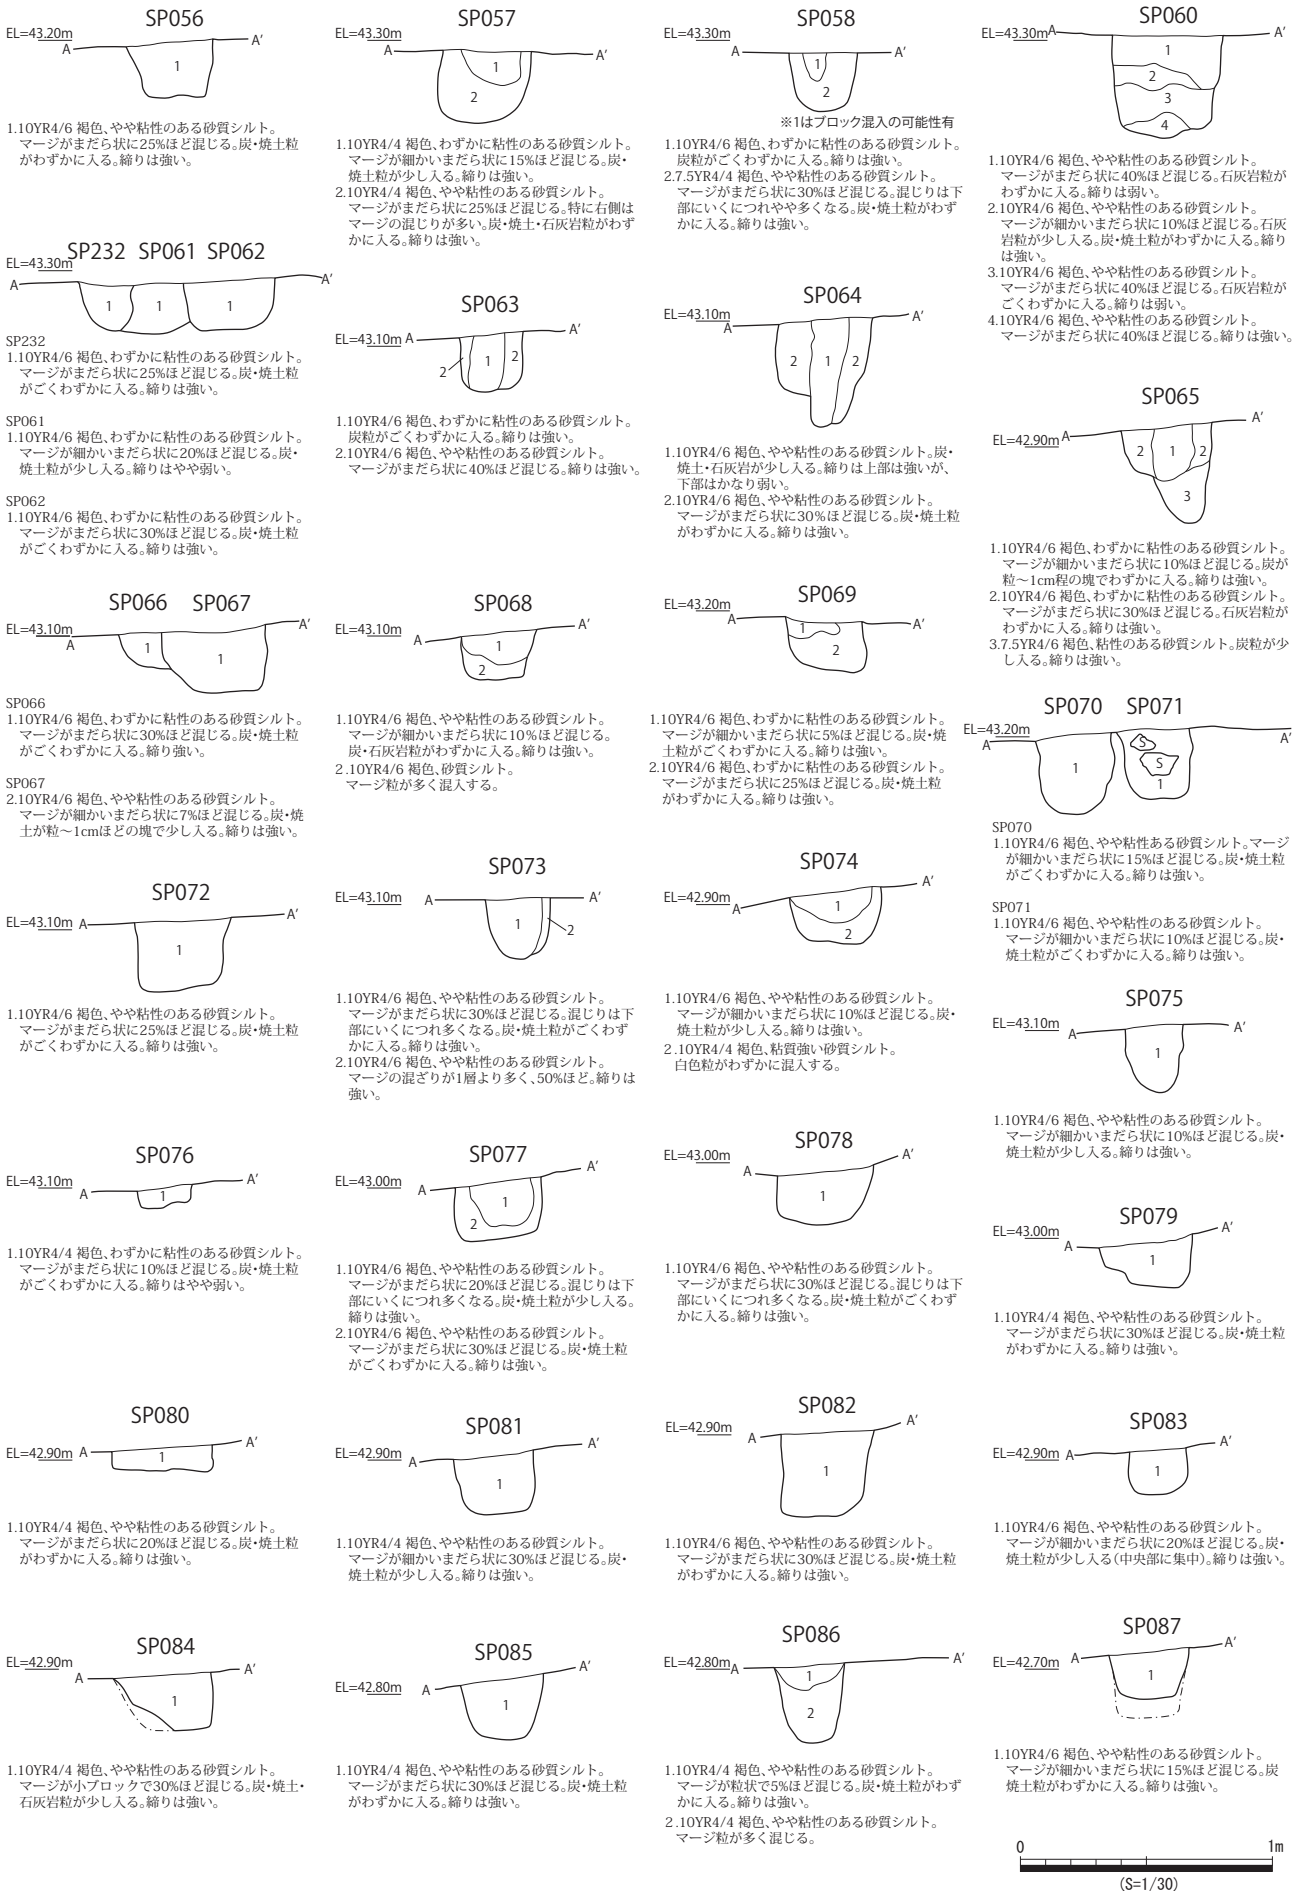 SP056
EL=43.20m
A
A'
1
1.10YR4/6 褐色、やや粘性のある砂質シルト。
マージがまだら状に25%ほど混じる。炭・焼土粒
がわずかに入る。締りは強い。
SP057
EL=43.30m
A
A'
1
2
1.10YR4/4 褐色、わずかに粘性のある砂質シルト。
マージが細かいまだら状に15%ほど混じる。炭・
焼土粒が少し入る。締りは強い。
2.10YR4/4 褐色、やや粘性のある砂質シルト。
マージがまだら状に25%ほど混じる。特に右側は
マージの混じりが多い。炭・焼土・石灰岩粒がわず
かに入る。締りは強い。
SP058
EL=43.30m
A
A'
1
2
※1はブロック混入の可能性有
1.10YR4/6 褐色、わずかに粘性のある砂質シルト。
炭粒がごくわずかに入る。締りは強い。
2.7.5YR4/4 褐色、やや粘性のある砂質シルト。
マージがまだら状に30%ほど混じる。混じりは下
部にいくにつれやや多くなる。炭・焼土粒がわず
かに入る。締りは強い。
SP060
EL=43.30m
A
A'
1
2
3
4
1.10YR4/6 褐色、やや粘性のある砂質シルト。
マージがまだら状に40%ほど混じる。石灰岩粒が
わずかに入る。締りは弱い。
2.10YR4/6 褐色、やや粘性のある砂質シルト。
マージが細かいまだら状に10%ほど混じる。石灰
岩粒が少し入る。炭・焼土粒がわずかに入る。締り
は強い。
3.10YR4/6 褐色、やや粘性のある砂質シルト。
マージがまだら状に40%ほど混じる。石灰岩粒が
ごくわずかに入る。締りは弱い。
4.10YR4/6 褐色、やや粘性のある砂質シルト。
マージがまだら状に40%ほど混じる。締りは強い。
SP232 SP061 SP062
EL=43.30m
A
A'
1
1
1
SP232
1.10YR4/6 褐色、わずかに粘性のある砂質シルト。
マージがまだら状に25%ほど混じる。炭・焼土粒
がごくわずかに入る。締りは強い。
SP061
1.10YR4/6 褐色、わずかに粘性のある砂質シルト。
マージが細かいまだら状に20%ほど混じる。炭・
焼土粒が少し入る。締りはやや弱い。
SP062
1.10YR4/6 褐色、わずかに粘性のある砂質シルト。
マージがまだら状に30%ほど混じる。炭・焼土粒
がごくわずかに入る。締りは強い。
SP063
EL=43.10m
A
A'
2
1
2
1.10YR4/6 褐色、わずかに粘性のある砂質シルト。
炭粒がごくわずかに入る。締りは強い。
2.10YR4/6 褐色、やや粘性のある砂質シルト。
マージがまだら状に40%ほど混じる。締りは強い。
SP064
EL=43.10m
A
A'
2
1
2
1.10YR4/6 褐色、やや粘性のある砂質シルト。炭・
焼土・石灰岩が少し入る。締りは上部は強いが、
下部はかなり弱い。
2.10YR4/6 褐色、やや粘性のある砂質シルト。
マージがまだら状に30%ほど混じる。炭・焼土粒
がわずかに入る。締りは強い。
SP065
EL=42.90m
A
A'
2
1
2
3
1.10YR4/6 褐色、わずかに粘性のある砂質シルト。
マージが細かいまだら状に10%ほど混じる。炭が
粒〜1cm程の塊でわずかに入る。締りは強い。
2.10YR4/6 褐色、わずかに粘性のある砂質シルト。
マージがまだら状に30%ほど混じる。石灰岩粒が
わずかに入る。締りは強い。
3.7.5YR4/6 褐色、粘性のある砂質シルト。炭粒が少
し入る。締りは強い。
SP066 SP067
EL=43.10m
A
A'
1
1
SP066
1.10YR4/6 褐色、わずかに粘性のある砂質シルト。
マージがまだら状に30%ほど混じる。炭・焼土粒
がごくわずかに入る。締り強い。
SP067
2.10YR4/6 褐色、やや粘性のある砂質シルト。
マージが細かいまだら状に7%ほど混じる。炭・焼
土が粒〜1cmほどの塊で少し入る。締りは強い。
SP068
EL=43.10m
A
A'
1
2
1.10YR4/6 褐色、やや粘性のある砂質シルト。
マージが細かいまだら状に10%ほど混じる。
炭・石灰岩粒がわずかに入る。締りは強い。
2.10YR4/6 褐色、砂質シルト。
マージ粒が多く混入する。
SP069
EL=43.20m
A
A'
1
2
1.10YR4/6 褐色、わずかに粘性のある砂質シルト。
マージが細かいまだら状に5%ほど混じる。炭・焼
土粒がごくわずかに入る。締りは強い。
2.10YR4/6 褐色、わずかに粘性のある砂質シルト。
マージがまだら状に25%ほど混じる。炭・焼土粒
がわずかに入る。締りは強い。
SP070 SP071
EL=43.20m
A
A'
1
S
S
1
SP070
1.10YR4/6 褐色、やや粘性ある砂質シルト。マージ
が細かいまだら状に15%ほど混じる。炭・焼土粒
がごくわずかに入る。締りは強い。
SP071
1.10YR4/6 褐色、やや粘性のある砂質シルト。
マージが細かいまだら状に10%ほど混じる。炭・
焼土粒がごくわずかに入る。締りは強い。
SP072
EL=43.10m
A
A'
1
1.10YR4/6 褐色、やや粘性のある砂質シルト。
マージがまだら状に25%ほど混じる。炭・焼土粒
がごくわずかに入る。締りは強い。
SP073
EL=43.10m
A
A'
1
2
1.10YR4/6 褐色、やや粘性のある砂質シルト。
マージがまだら状に30%ほど混じる。混じりは下
部にいくにつれ多くなる。炭・焼土粒がごくわず
かに入る。締りは強い。
2.10YR4/6 褐色、やや粘性のある砂質シルト。
マージの混ざりが1層より多く、50%ほど。締りは
強い。
SP074
EL=42.90m
A
A'
1
2
1.10YR4/6 褐色、やや粘性のある砂質シルト。
マージが細かいまだら状に10%ほど混じる。炭・
焼土粒が少し入る。締りは強い。
2.10YR4/4 褐色、粘質強い砂質シルト。
白色粒がわずかに混入する。
SP075
EL=43.10m
A
A'
1
1.10YR4/6 褐色、やや粘性のある砂質シルト。
マージが細かいまだら状に10%ほど混じる。炭・
焼土粒が少し入る。締りは強い。
SP076
EL=43.10m
A
A'
1
1.10YR4/4 褐色、わずかに粘性のある砂質シルト。
マージがまだら状に10%ほど混じる。炭・焼土粒
がごくわずかに入る。締りはやや弱い。
SP077
EL=43.00m
A
A'
1
2
1.10YR4/6 褐色、やや粘性のある砂質シルト。
マージがまだら状に20%ほど混じる。混じりは下
部にいくにつれ多くなる。炭・焼土粒が少し入る。
締りは強い。
2.10YR4/6 褐色、やや粘性のある砂質シルト。
マージがまだら状に30%ほど混じる。炭・焼土粒
がごくわずかに入る。締りは強い。
SP078
EL=43.00m
A
A'
1
1.10YR4/6 褐色、やや粘性のある砂質シルト。
マージがまだら状に30%ほど混じる。混じりは下
部にいくにつれ多くなる。炭・焼土粒がごくわず
かに入る。締りは強い。
SP079
EL=43.00m
A
A'
1
1.10YR4/4 褐色、やや粘性のある砂質シルト。
マージがまだら状に30%ほど混じる。炭・焼土粒
がわずかに入る。締りは強い。
SP080
EL=42.90m
A
A'
1
1.10YR4/4 褐色、やや粘性のある砂質シルト。
マージがまだら状に20%ほど混じる。炭・焼土粒
がわずかに入る。締りは強い。
SP081
EL=42.90m
A
A'
1
1.10YR4/4 褐色、やや粘性のある砂質シルト。
マージが細かいまだら状に30%ほど混じる。炭・
焼土粒が少し入る。締りは強い。
SP082
EL=42.90m
A
A'
1
1.10YR4/6 褐色、やや粘性のある砂質シルト。
マージがまだら状に30%ほど混じる。炭・焼土粒
がわずかに入る。締りは強い。
SP083
EL=42.90m
A
A'
1
1.10YR4/6 褐色、やや粘性のある砂質シルト。
マージが細かいまだら状に20%ほど混じる。炭・
焼土粒が少し入る(中央部に集中)。締りは強い。
SP084
EL=42.90m
A
A'
1
1.10YR4/4 褐色、やや粘性のある砂質シルト。
マージが小ブロックで30%ほど混じる。炭・焼土・
石灰岩粒が少し入る。締りは強い。
SP085
EL=42.80m
A
A'
1
1.10YR4/4 褐色、やや粘性のある砂質シルト。
マージがまだら状に30%ほど混じる。炭・焼土粒
がわずかに入る。締りは強い。
SP086
EL=42.80m
A
A'
1
2
1.10YR4/4 褐色、やや粘性のある砂質シルト。
マージが粒状で5%ほど混じる。炭・焼土粒がわず
かに入る。締りは強い。
2.10YR4/4 褐色、やや粘性のある砂質シルト。
マージ粒が多く混じる。
SP087
EL=42.70m
A
A'
1
1.10YR4/6 褐色、やや粘性のある砂質シルト。
マージが細かいまだら状に15%ほど混じる。炭
焼土粒がわずかに入る。締りは強い。
0
1m
(S=1/30)